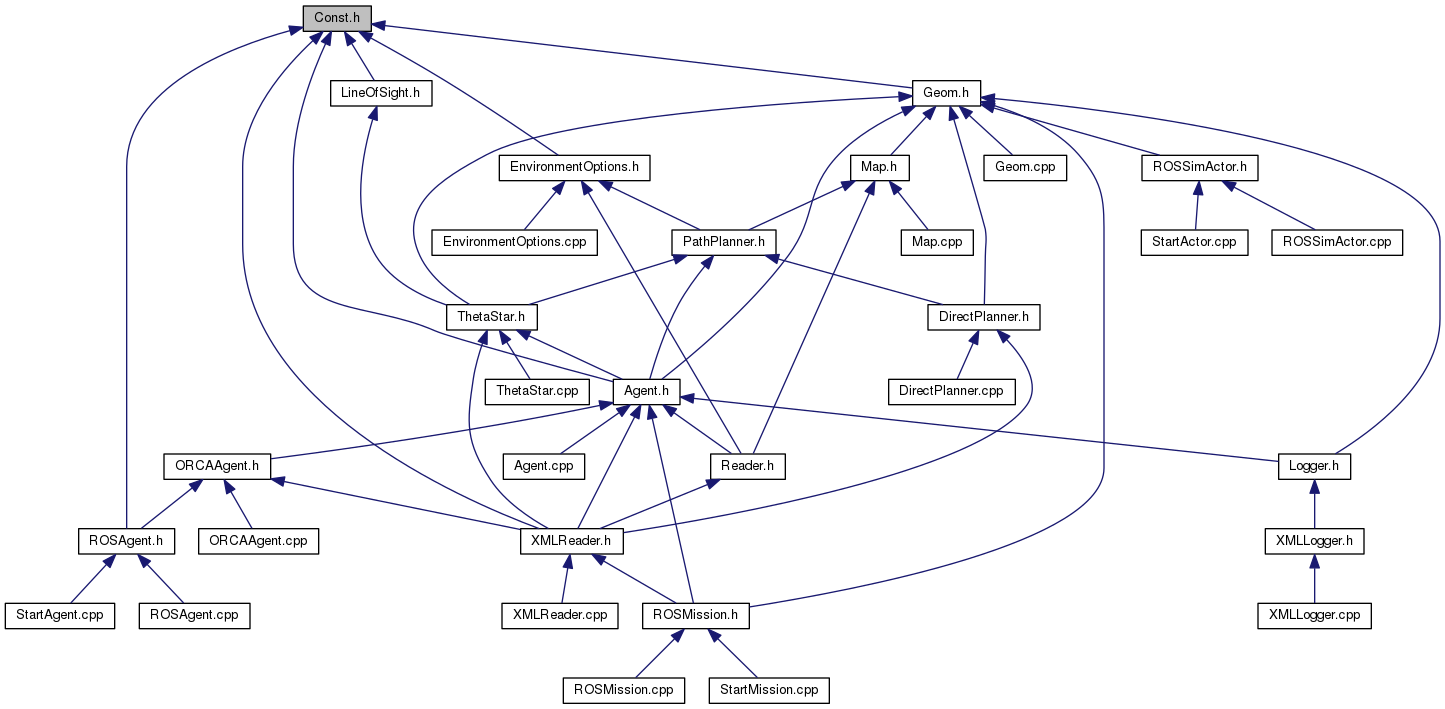 Const.h
LineOfSight.h
Geom.h
EnvironmentOptions.h
Map.h
Geom.cpp
ROSSimActor.h
EnvironmentOptions.cpp
PathPlanner.h
Map.cpp
StartActor.cpp
ROSSimActor.cpp
ThetaStar.h
DirectPlanner.h
ThetaStar.cpp
Agent.h
DirectPlanner.cpp
ORCAAgent.h
Agent.cpp
Reader.h
Logger.h
ROSAgent.h
ORCAAgent.cpp
XMLReader.h
XMLLogger.h
StartAgent.cpp
ROSAgent.cpp
XMLReader.cpp
ROSMission.h
XMLLogger.cpp
ROSMission.cpp
StartMission.cpp